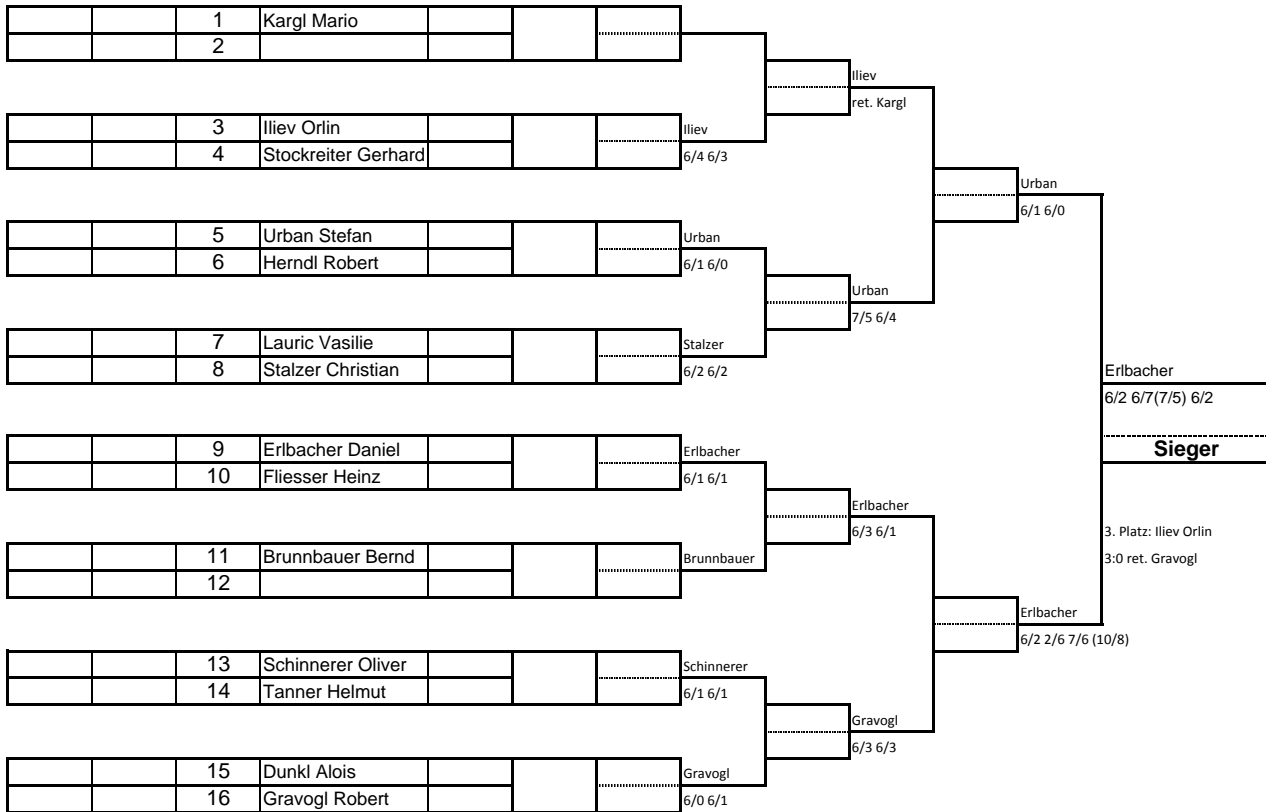 1 Kargl Mario
2
Iliev
ret. Kargl
3 Iliev Orlin Iliev
4 Stockreiter Gerhard 6/4 6/3
Urban
6/1 6/0
5 Urban Stefan Urban
6 Herndl Robert 6/1 6/0
Urban
7/5 6/4
7 Lauric Vasilie Stalzer
8 Stalzer Christian 6/2 6/2
Erlbacher
6/2 6/7(7/5) 6/2
Sieger
9 Erlbacher Daniel Erlbacher
10 Fliesser Heinz 6/1 6/1
Erlbacher
6/3 6/1
3. Platz: Iliev Orlin
3:0 ret. Gravogl
11 Brunnbauer Bernd Brunnbauer
12
Erlbacher
6/2 2/6 7/6 (10/8)
13 Schinnerer Oliver Schinnerer
14 Tanner Helmut 6/1 6/1
Gravogl
6/3 6/3
15 Dunkl Alois Gravogl
16 Gravogl Robert 6/0 6/1